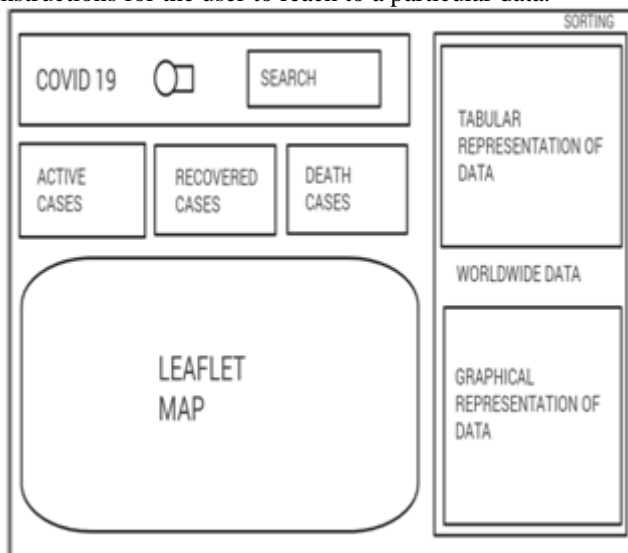 nstructions for the user to reach to a particular data.
SORTING
COVID 19
SEARCH
ACTIVE
CASES
RECOVERED
CASES
DEATH
CASES
LEAFLET
MAP
TABULAR
REPRESENTATION OF
DATA
WORLDWIDE DATA
GRAPHICAL
REPRESENTATION OF
DATA